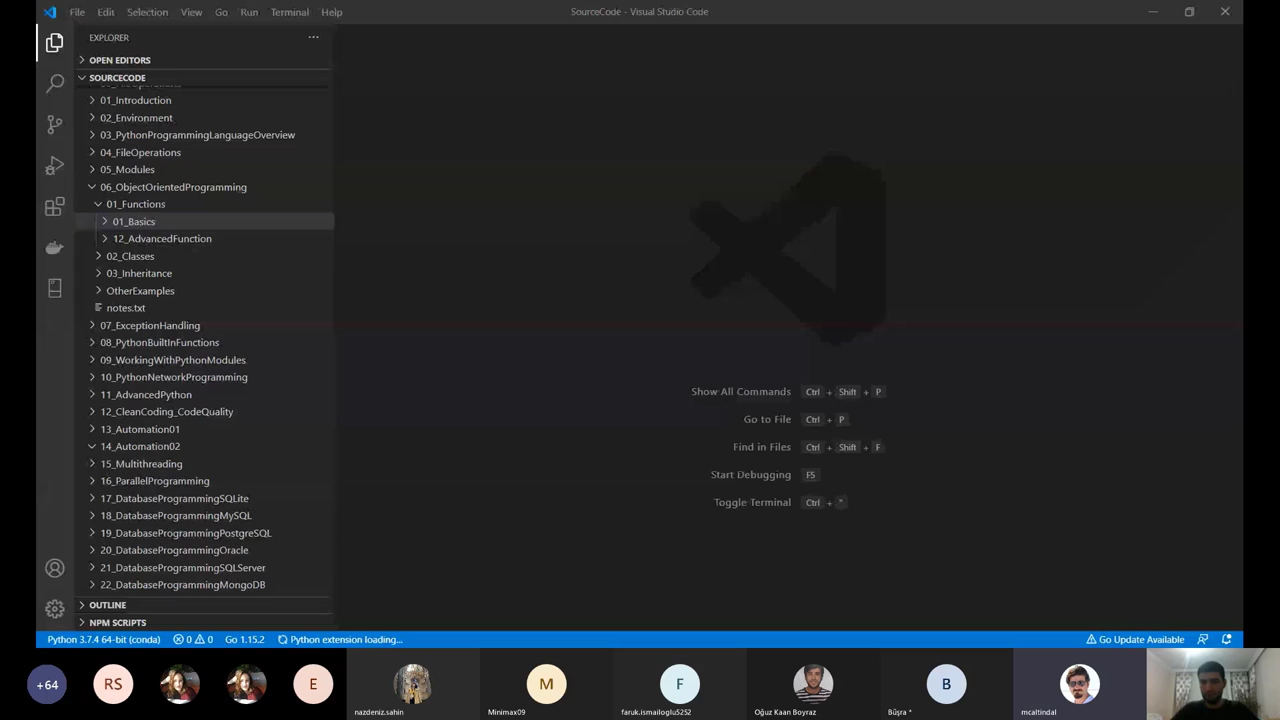 File Edit Selection View Go Run Terminal Help
SourceCode - Visual Studio Code
EXPLORER
OPEN EDITORS
SOURCECODE
01_Introduction
02_Environment
03_PythonProgrammingLanguageOverview
04_FileOperations
05_Modules
06_ObjectOrientedProgramming
01_Functions
01_Basics
12_AdvancedFunction
02_Classes
03_Inheritance
OtherExamples
notes.txt
07_ExceptionHandling
08_PythonBuiltInFunctions
09_WorkingWithPythonModules
10_PythonNetworkProgramming
11_AdvancedPython
12_CleanCoding_CodeQuality
13_Automation01
14_Automation02
15_Multithreading
16_ParallelProgramming
17_DatabaseProgrammingSQLite
18_DatabaseProgrammingMySQL
19_DatabaseProgrammingPostgreSQL
20_DatabaseProgrammingOracle
21_DatabaseProgrammingSQLServer
22_DatabaseProgrammingMongoDB
OUTLINE
NPM SCRIPTS
Show All Commands Ctrl + Shift + P
Go to File Ctrl + P
Find in Files Ctrl + Shift + F
Start Debugging F5
Toggle Terminal Ctrl + "
Python 3.7.4 64-bit (conda) 0 0 Go 1.15.2 Python extension loading... Go Update Available
+64 RS E M F B
nazdeniz.sahin Minimax09 faruk.ismailoglu5252 Oğuz Kaan Boyraz Büşra * mcaltindal